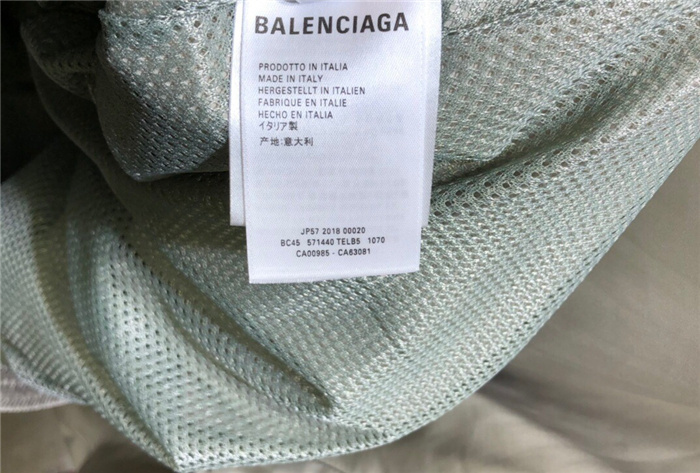 BALENCIAGA
PRODOTTO IN ITALIA
MADE IN ITALY
HERGESTELLT IN ITALIEN
FABRIQUE EN ITALIE
HECHO EN ITALIA
イタリア製
产地:意大利
JP57 2018 00020
BC45 571440 TELB5 1070
CA00985 - CA63081